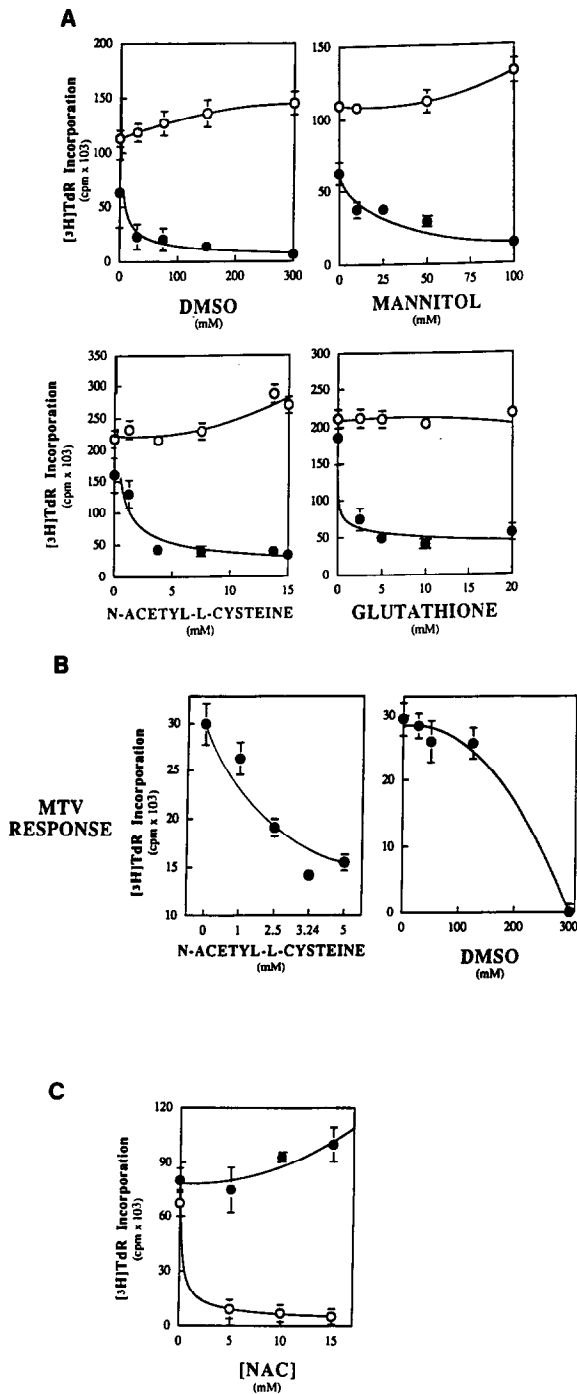 A
200
150
100
50
0
[3H]TdR Incorporation
(cpm x 103)
0 100 200 300
DMSO
(mM)
150
100
50
0
0 25 50 75 100
MANNITOL
(mM)
350
300
250
200
150
100
50
0
[3H]TdR Incorporation
(cpm x 103)
0 5 10 15
N-ACETYL-L-CYSTEINE
(mM)
300
250
200
150
100
50
0
0 5 10 15 20
GLUTATHIONE
(mM)
B
MTV
RESPONSE
30
25
20
15
10
[3H]TdR Incorporation
(cpm x 103)
0 1 2.5 3.24 5
N-ACETYL-L-CYSTEINE
(mM)
30
20
10
0
0 100 200 300
DMSO
(mM)
C
120
90
60
30
0
[3H]TdR Incorporation
(cpm x 103)
0 5 10 15
[NAC]
(mM)